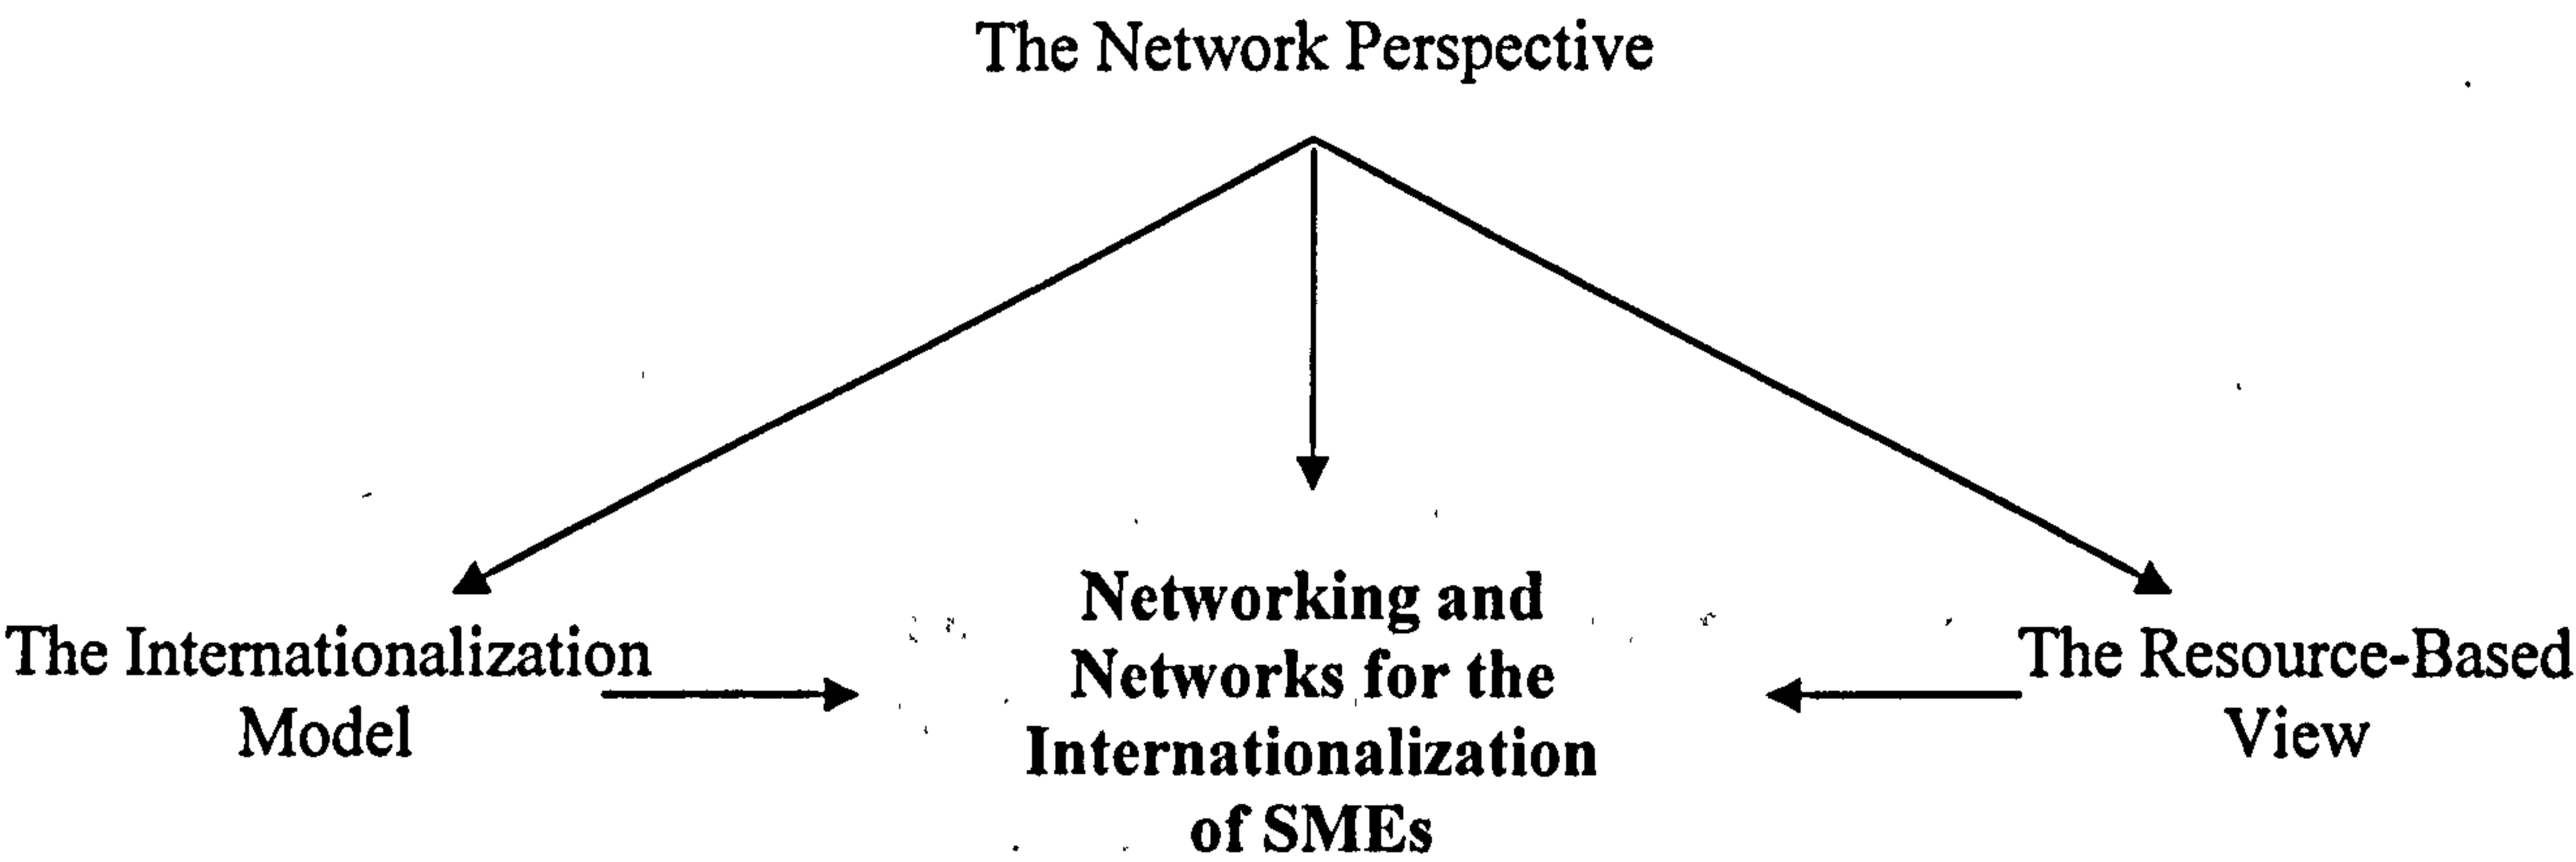 The Network Perspective
The Internationalization
Model
Networking and
Networks for the
Internationalization
of SMEs
The Resource-Based
View